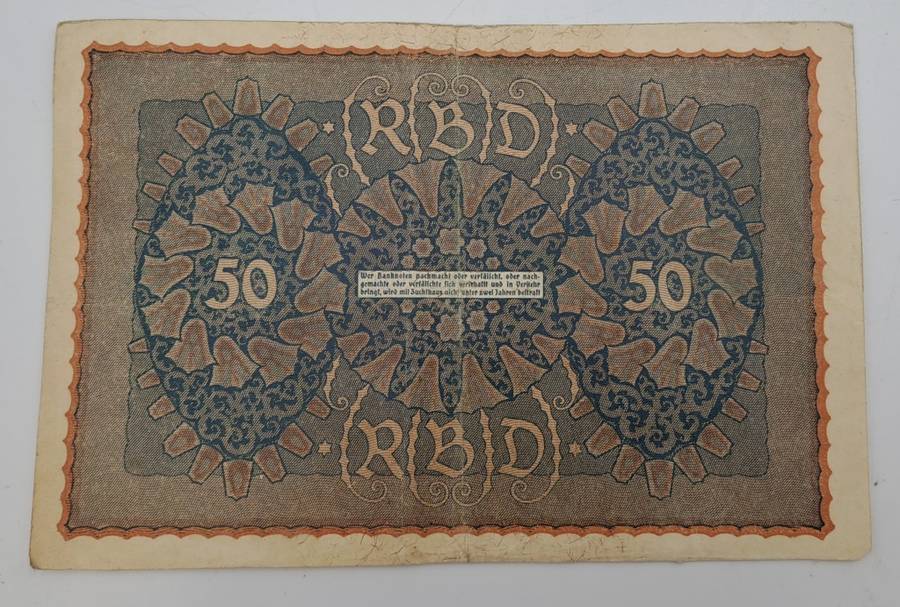 RBD
50
Wer Banknoten nachmacht oder verfälscht, oder nach-
gemachte oder verfälschte sich verschafft und in Verkehr
bringt, wird mit Zuchthaus nicht unter zwei Jahren bestraft
50
RBD